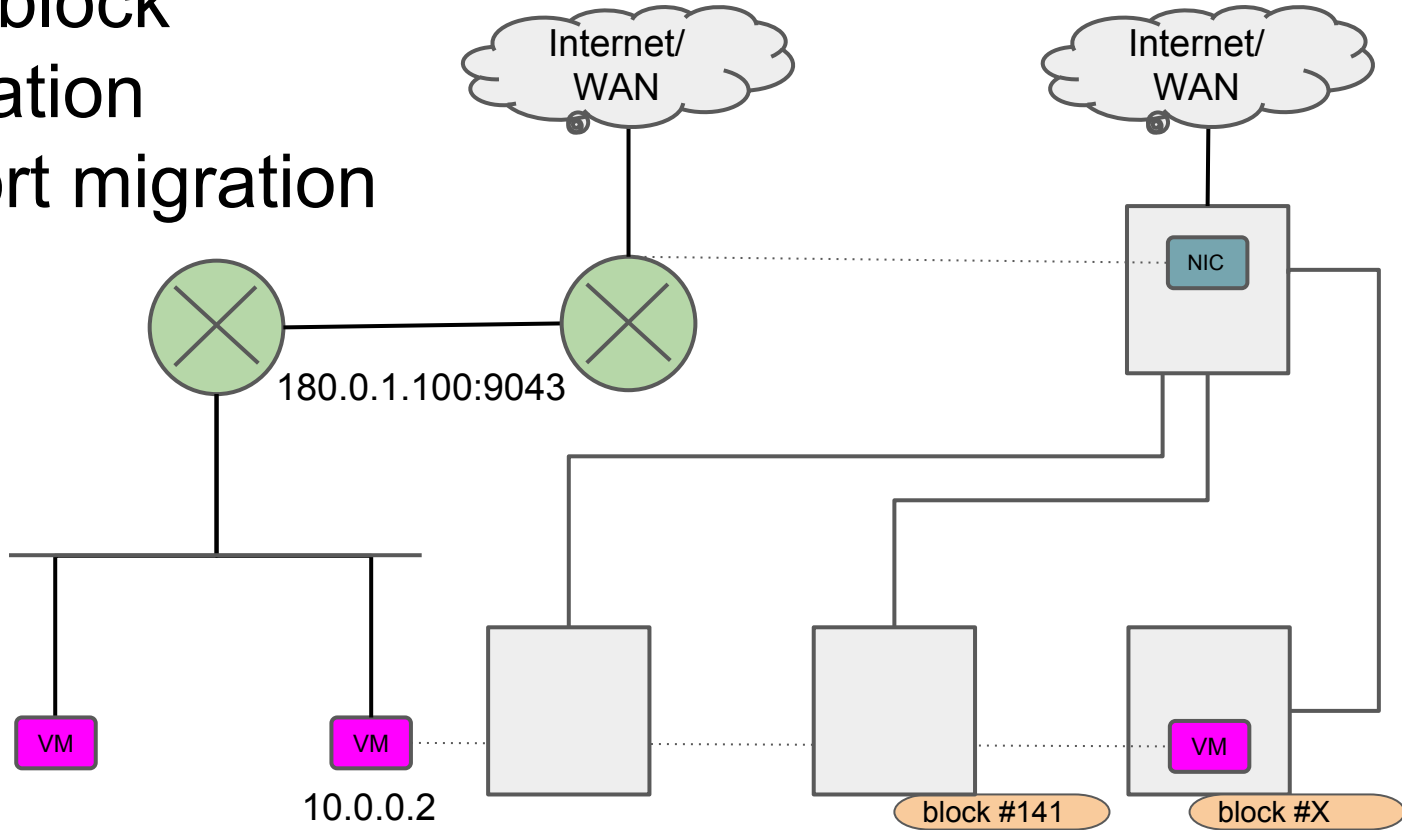 block
ation
rt migration
Internet/
WAN
Internet/
WAN
NIC
180.0.1.100:9043
VM
VM
VM
10.0.0.2
block #141
block #X